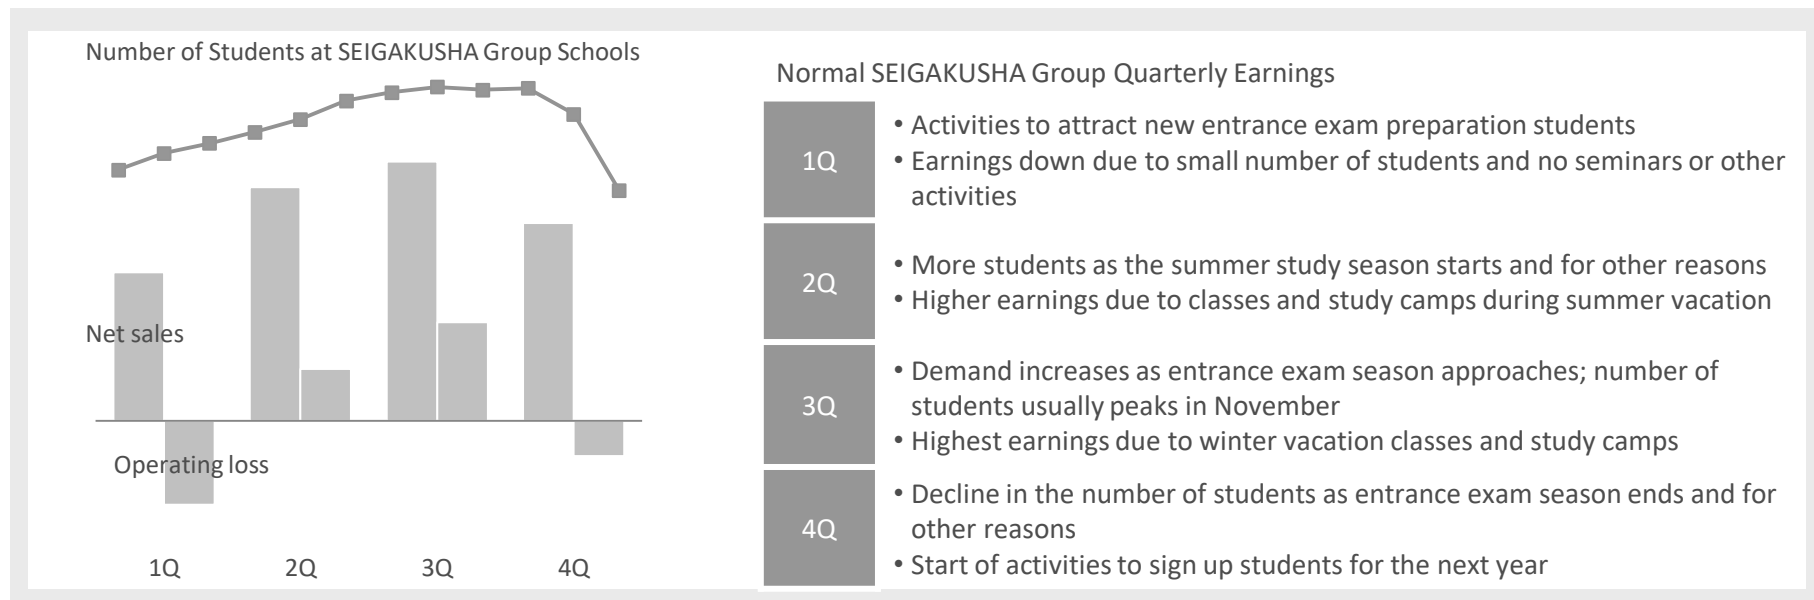 Number of Students at SEIGAKUSHA Group Schools
Net sales
Operating loss
1Q
2Q
3Q
4Q
Normal SEIGAKUSHA Group Quarterly Earnings
1Q
• Activities to attract new entrance exam preparation students
• Earnings down due to small number of students and no seminars or other
activities
2Q
• More students as the summer study season starts and for other reasons
• Higher earnings due to classes and study camps during summer vacation
3Q
• Demand increases as entrance exam season approaches; number of
students usually peaks in November
• Highest earnings due to winter vacation classes and study camps
4Q
• Decline in the number of students as entrance exam season ends and for
other reasons
• Start of activities to sign up students for the next year